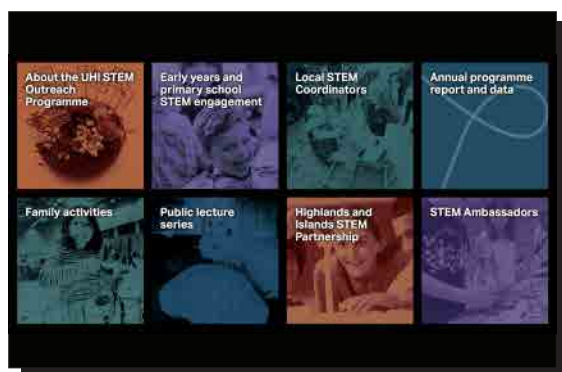 About the UHI STEM
Outreach
Programme
Early years and
primary school
STEM engagement
Local STEM
Coordinators
Annual programme
report and data
Family activities
Public lecture
series
Highlands and
Islands STEM
Partnership
STEM Ambassadors